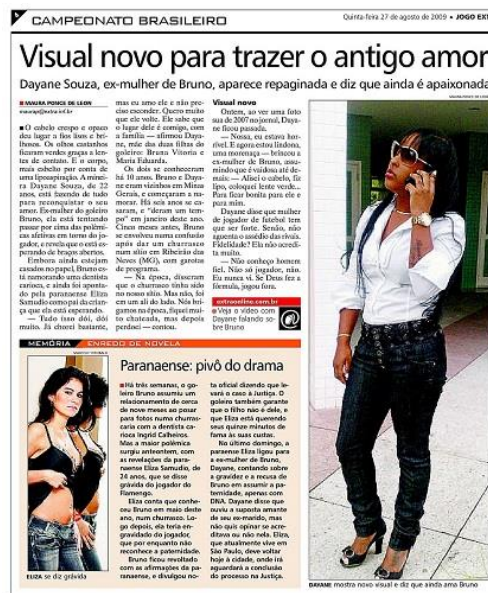 CAMPEONATO BRASILEIRO
Quinta-feira 27 de agosto de 2009 • JOGO EXT
Visual novo para trazer o antigo amor
Dayane Souza, ex-mulher de Bruno, aparece repaginada e diz que ainda é apaixonada
MAURA PONCE DE LEON
maurap@extra.inf.br
O cabelo crespo e opaco
deu lugar a fios lisos e bri-
lhosos. Os olhos castanhos
ficaram verdes graças a len-
tes de contato. E o corpo,
mais esbelto por conta de
uma lipoaspiração. A minei-
ra Dayane Souza, de 22
anos, está fazendo de tudo
para reconquistar o seu
amor. Ex-mulher do goleiro
Bruno, ela está tentando
passar por cima das polêmi-
cas afetivas em torno do jo-
gador, e revela que o está es-
perando de braços abertos.
Embora ainda estejam
casados no papel, Bruno es-
tá namorando uma dentista
carioca, e ainda foi aponta-
do pela paranaense Eliza
Samudio como pai da crian-
ça que ela está esperando.
— Tudo isso dói, dói
muito. Já chorei bastante,
mas eu amo ele e não pre-
ciso esconder. Quero muito
que ele volte. Ele sabe que
o lugar dele é comigo, com
a família — afirmou Daya-
ne, mãe das duas filhas do
goleiro: Bruna Vitória e
Maria Eduarda.
Os dois se conheceram
há 10 anos. Bruno e Daya-
ne eram vizinhos em Minas
Gerais, e começaram a na-
morar. Há seis anos se ca-
saram, e "deram um tem-
po" em janeiro deste ano.
Cinco meses antes, Bruno
se envolveu numa confusão
após dar um churrasco
num sítio em Ribeirão das
Neves (MG), com garotas
de programa.
— Na época, disseram
que o churrasco tinha sido
no nosso sítio. Mas não, foi
em um ali do lado. Nós bri-
gamos na época, fiquei mui-
to chateada, mas depois
perdoei — contou.
Visual novo
Ontem, ao ver uma foto
sua de 2007 no jornal, Daya-
ne ficou passada.
— Nossa, eu estava hor-
rível. E agora estou lindona,
uma morenaça — brincou a
ex-mulher de Bruno, assu-
mindo que é vaidosa até de-
mais: — Alisei o cabelo, fiz
lipo, coloquei lente verde...
Para ficar bonita para ele e
para mim.
Dayane disse que mulher
de jogador de futebol tem
que ser forte. Senão, não
aguenta o assédio das rivais.
Fidelidade? Ela não acredi-
ta muito.
— Não conheço homem
fiel. Não só jogador, não.
Eu nunca vi. Se Deus fez a
fórmula, jogou fora.
extraonline.com.br
Veja o vídeo com
Dayane falando so-
bre Bruno
MEMÓRIA ENREDO DE NOVELA
Paranaense: pivô do drama
Há três semanas, o go-
leiro Bruno assumiu um
relacionamento de cerca
de nove meses ao posar
para fotos numa churras-
caria com a dentista ca-
rioca Ingrid Calheiros.
Mas a maior polêmica
surgiu anteontem, com
as revelações da para-
naense Eliza Samudio, de
24 anos, que se disse
grávida do jogador do
Flamengo.
Eliza conta que conhe-
ceu Bruno em maio deste
ano, num churrasco. Lo-
go depois, ela teria en-
gravidado do jogador,
que por enquanto não
reconhece a paternidade.
Bruno ficou revoltado
com as afirmações da pa-
ranaense, e divulgou no-
ta oficial dizendo que le-
vará o caso à Justiça. O
goleiro também garante
que o filho não é dele, e
que Eliza está querendo
seus quinze minutos de
fama às suas custas.
No último domingo, a
paraense Eliza ligou para
a ex-mulher de Bruno,
Dayane, contando sobre
a gravidez e a recusa de
Bruno em assumir a pa-
ternidade, apenas com
DNA. Dayane disse que
ouviu a suposta amante
de seu ex-marido, mas
não quis opinar se acre-
ditava ou não nela. Eliza,
que atualmente vive em
São Paulo, deve voltar
hoje à cidade, onde irá
aguardará a conclusão
do processo na Justiça.
ELIZA se diz grávida
DAYANE mostra novo visual e diz que ainda ama Bruno